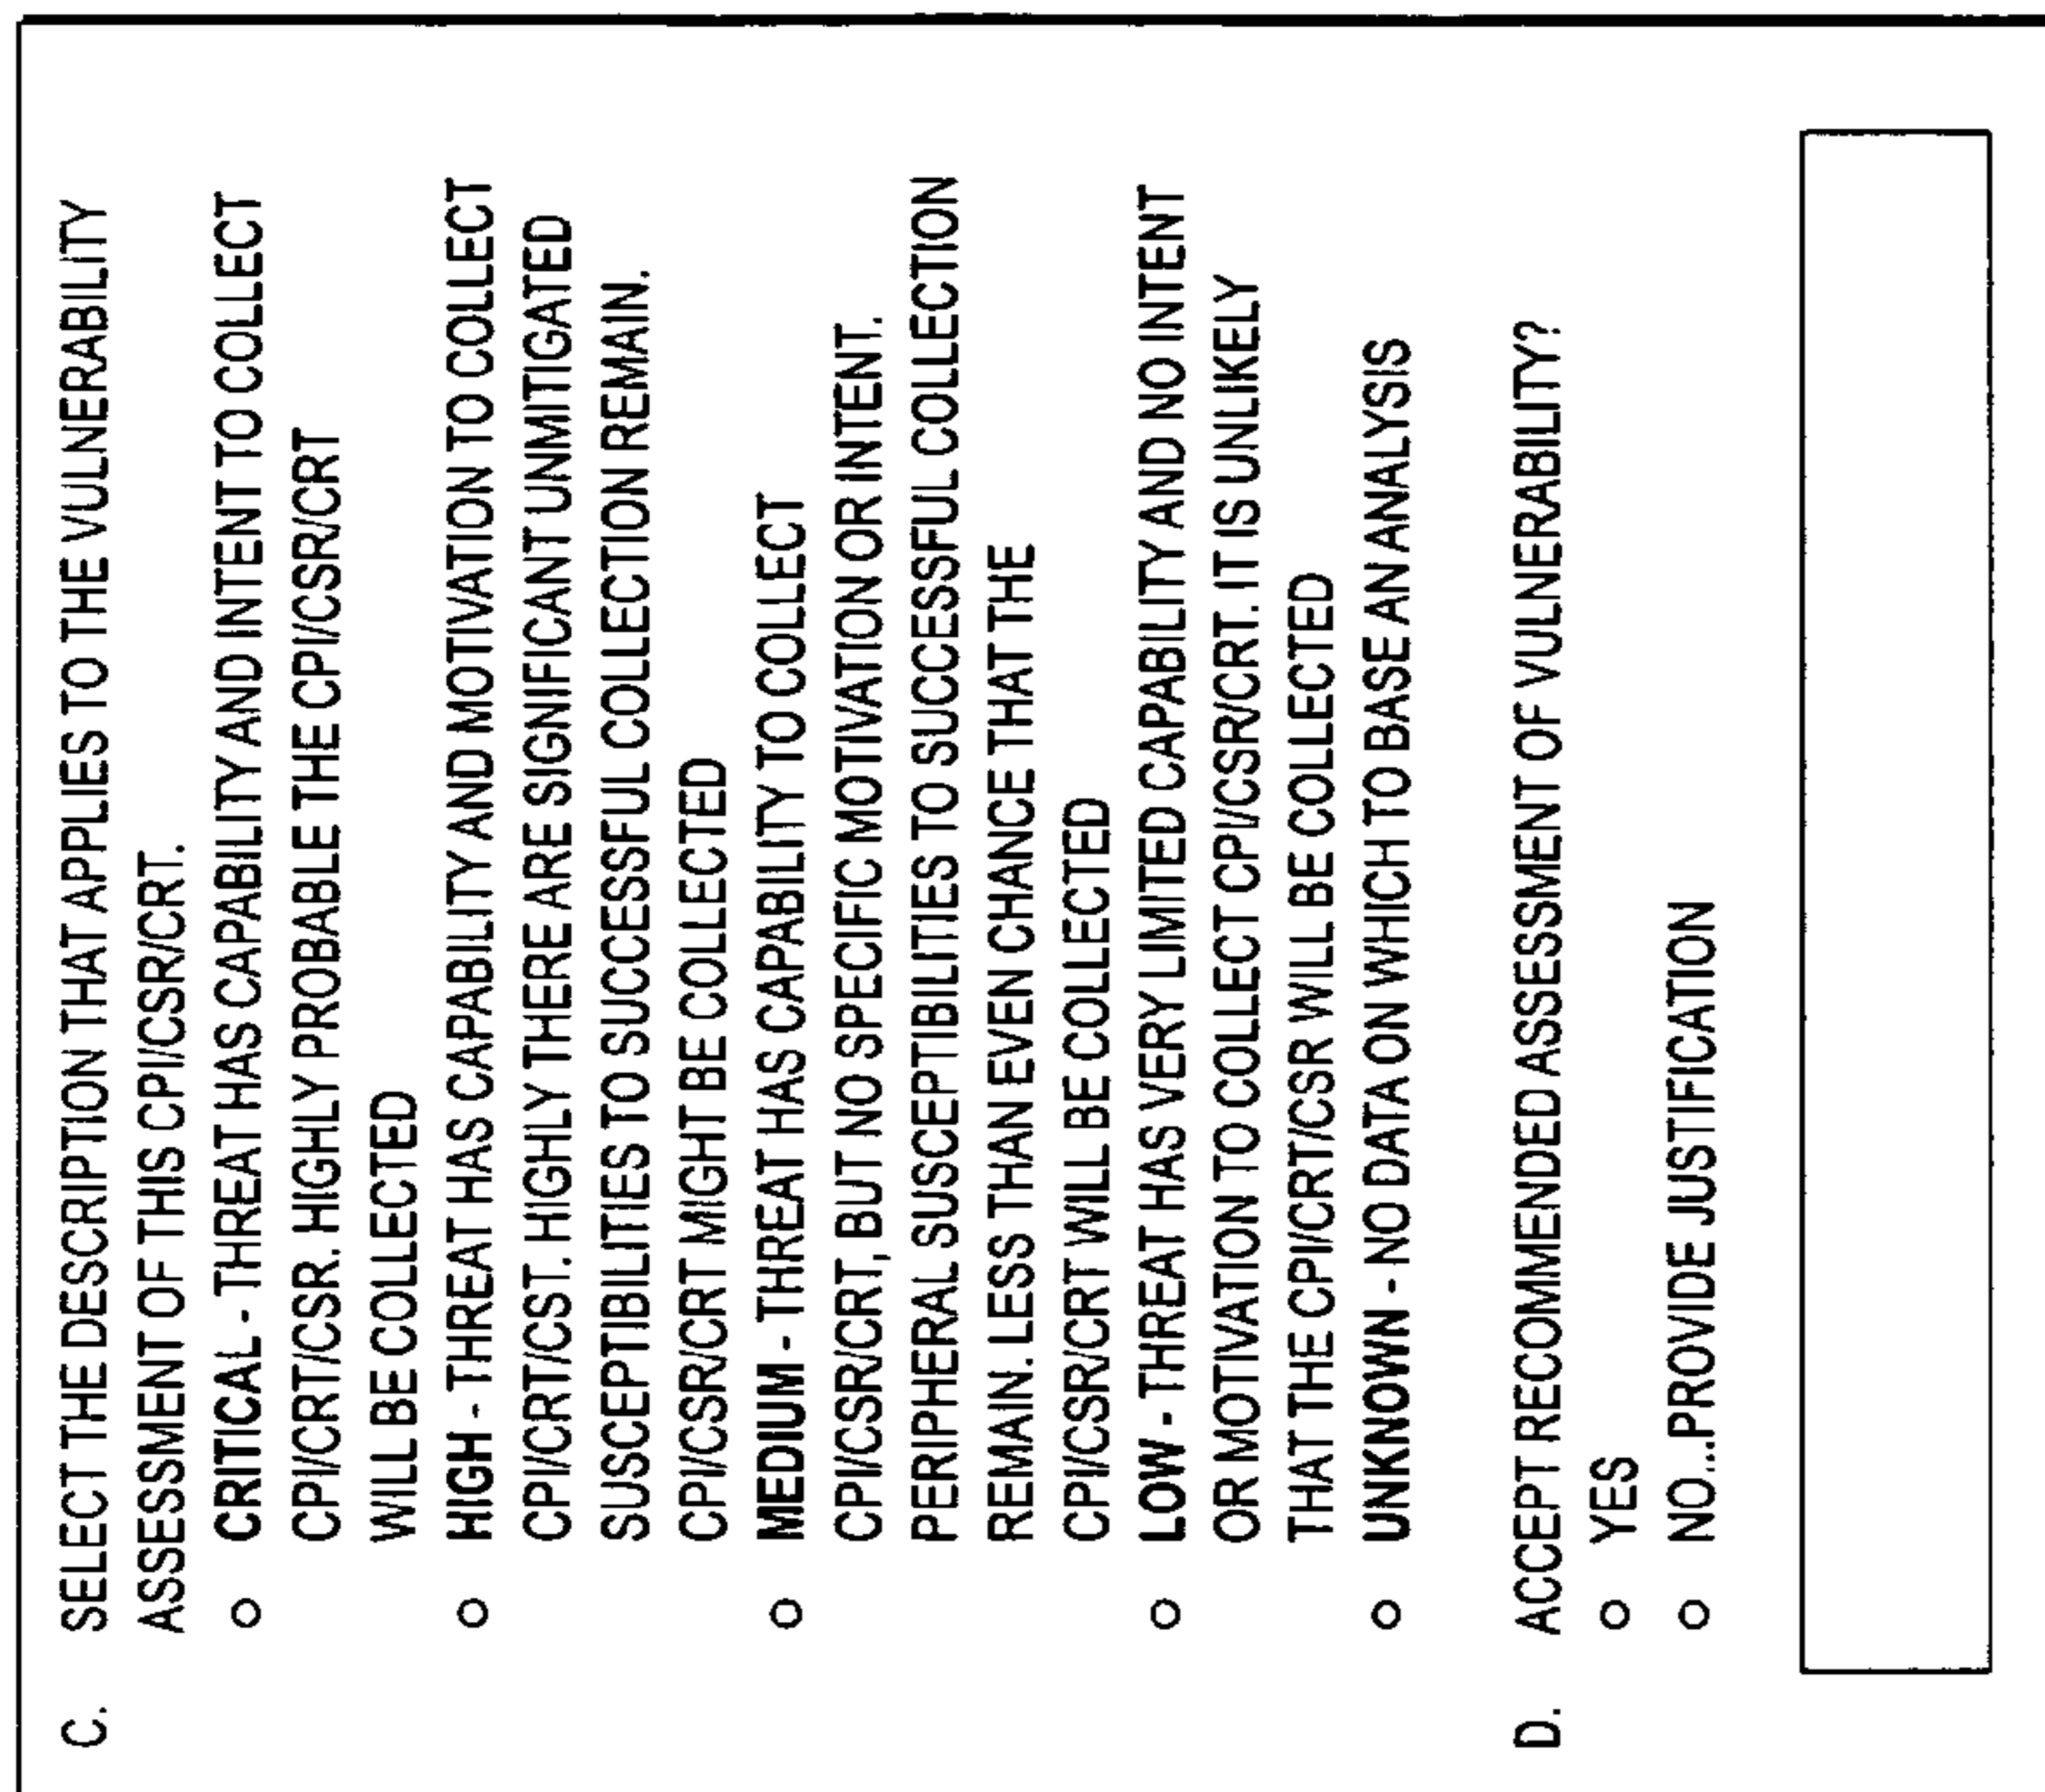 C. SELECT THE DESCRIPTION THAT APPLIES TO THE VULNERABILITY
ASSESSMENT OF THIS CPI/CSR/CRT.
○ CRITICAL - THREAT HAS CAPABILITY AND INTENT TO COLLECT
CPI/CRT/CSR. HIGHLY PROBABLE THE CPI/CSR/CRT
WILL BE COLLECTED
○ HIGH - THREAT HAS CAPABILITY AND MOTIVATION TO COLLECT
CPI/CRT/CST. HIGHLY THERE ARE SIGNIFICANT UNMITIGATED
SUSCEPTIBILITIES TO SUCCESSFUL COLLECTION REMAIN.
CPI/CSR/CRT MIGHT BE COLLECTED
○ MEDIUM - THREAT HAS CAPABILITY TO COLLECT
CPI/CSR/CRT, BUT NO SPECIFIC MOTIVATION OR INTENT.
PERIPHERAL SUSCEPTIBILITIES TO SUCCESSFUL COLLECTION
REMAIN. LESS THAN EVEN CHANCE THAT THE
CPI/CSR/CRT WILL BE COLLECTED
○ LOW - THREAT HAS VERY LIMITED CAPABILITY AND NO INTENT
OR MOTIVATION TO COLLECT CPI/CSR/CRT. IT IS UNLIKELY
THAT THE CPI/CRT/CSR WILL BE COLLECTED
○ UNKNOWN - NO DATA ON WHICH TO BASE AN ANALYSIS
D. ACCEPT RECOMMENDED ASSESSMENT OF VULNERABILITY?
○ YES
○ NO...PROVIDE JUSTIFICATION